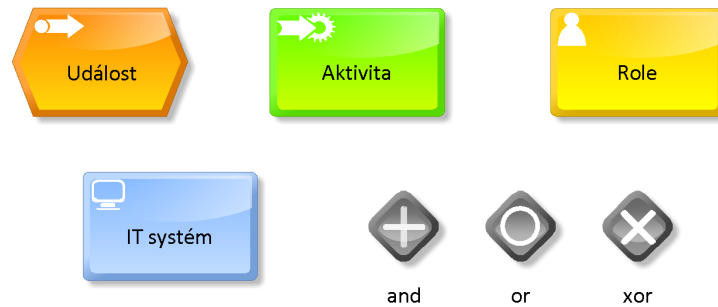 Událost
Aktivita
Role
IT systém
and
or
xor